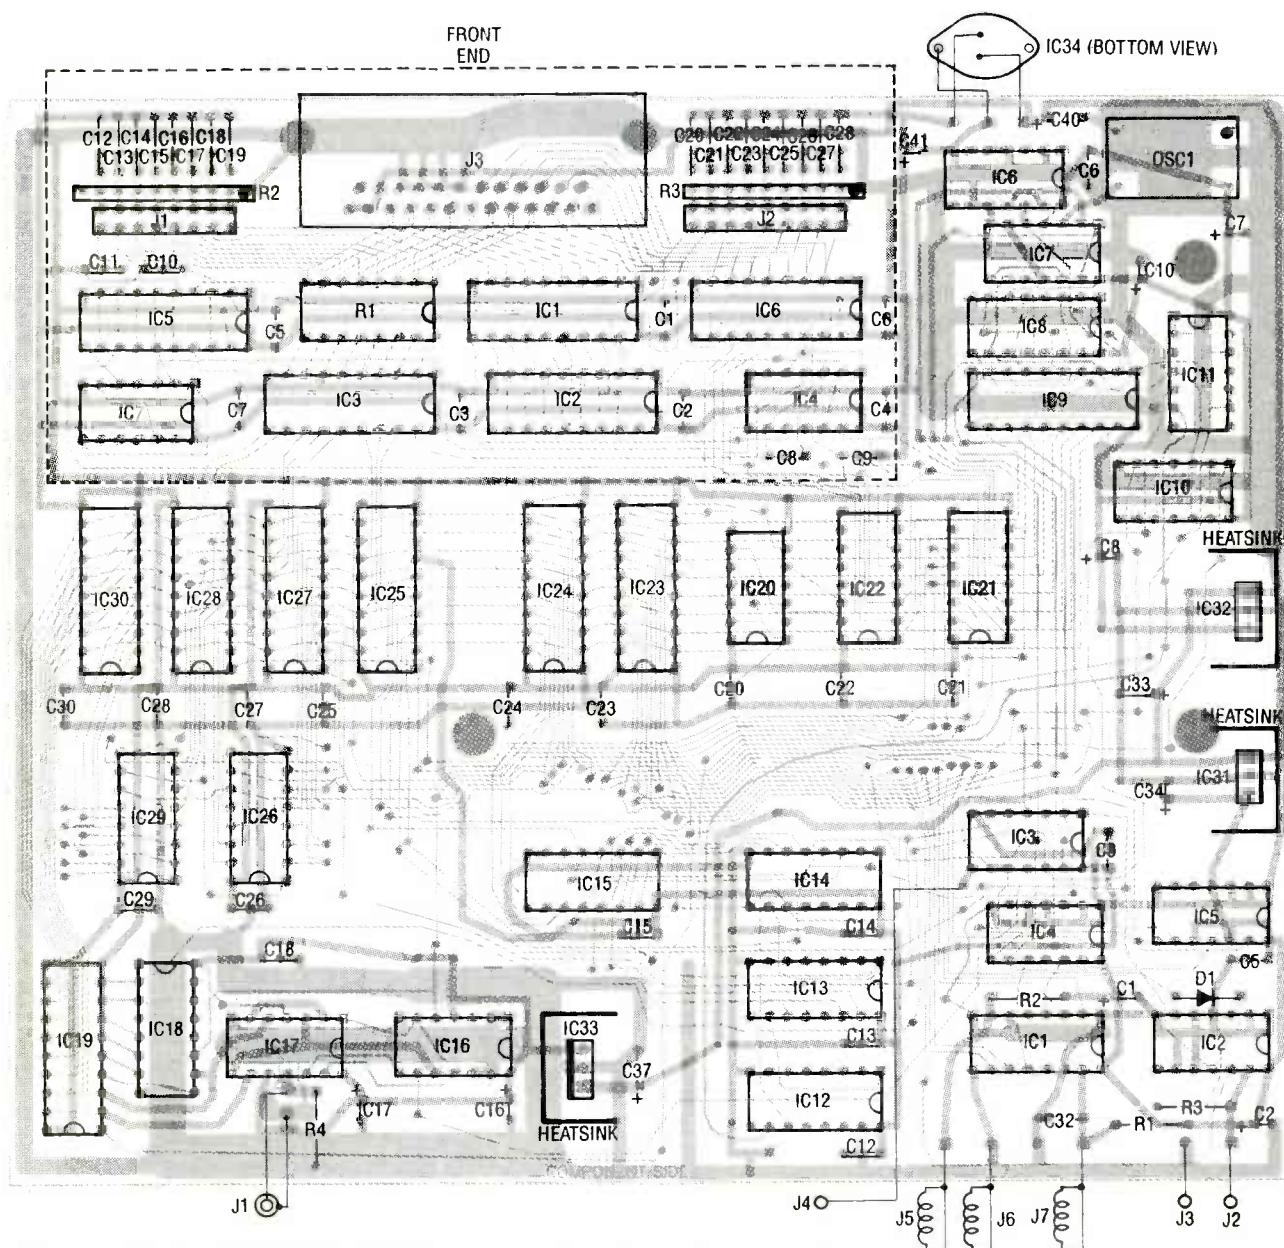 FRONT
END
IC34 (BOTTOM VIEW)
C12 C14 C16 C18
C13 C15 C17 C19
R2
J1
J3
C20 C22 C24 C26 C28
C21 C23 C25 C27
R3
J2
C41
C40
IC6
C6
OSC1
C7
IC7
C10
C11 C10
IC5
C5
R1
IC1
C1
IC6
C6
IC8
IC11
IC7
C7
IC3
C3
IC2
C2
IC4
C4
IC9
C8 C9
IC10
HEATSINK
C8
IC30
IC28
IC27
IC25
IC24
IC23
IC20
IC22
IC21
IC32
C30
C28
C27
C25
C24
C23
C20
C22
C21
C33
HEATSINK
IC31
C34
IC29
IC26
IC3
C3
C29
C26
IC15
C15
IC14
C14
IC4
IC5
C5
C18
IC19
IC18
IC17
IC16
IC33
C37
IC13
C13
R2
C1
D1
IC1
IC2
C17
C16
R4
HEATSINK
IC12
C12
C32
R3
R1
C2
COMPONENT SIDE
J1
J4
J5
J6
J7
J3
J2